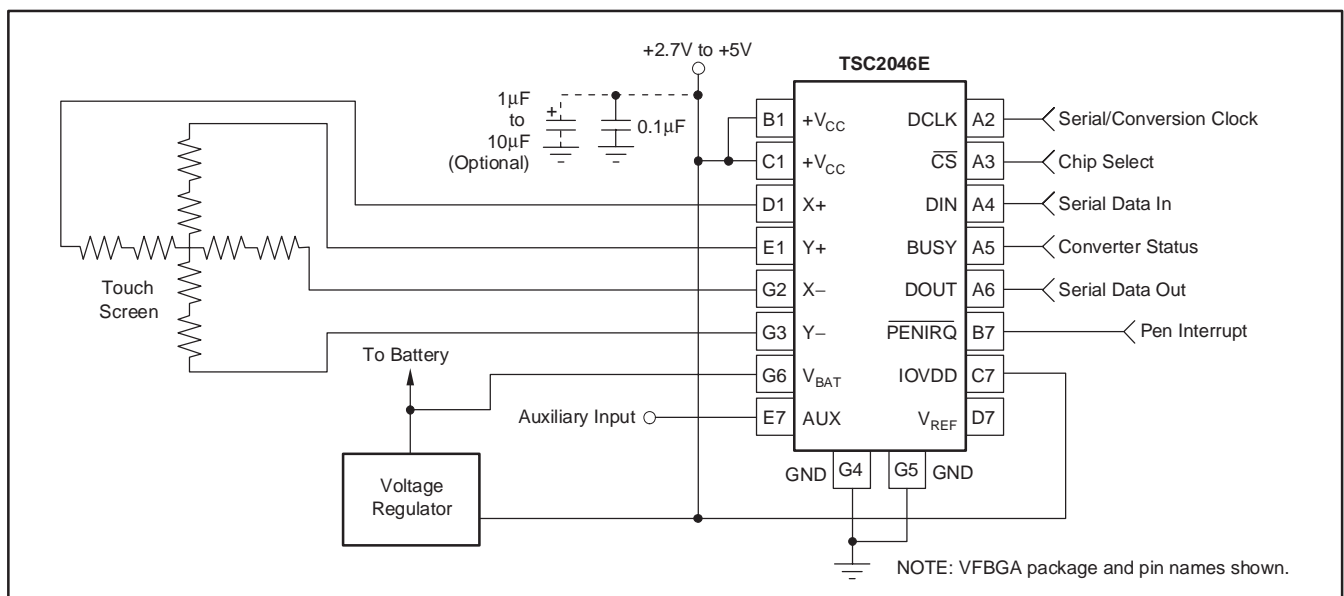 +2.7V to +5V
TSC2046E
1µF
to
10µF
(Optional)
+
0.1µF
B1 +VCC DCLK A2 Serial/Conversion Clock
C1 +VCC CS A3 Chip Select
D1 X+ DIN A4 Serial Data In
E1 Y+ BUSY A5 Converter Status
G2 X− DOUT A6 Serial Data Out
G3 Y− PENIRQ B7 Pen Interrupt
G6 VBAT IOVDD C7
Auxiliary Input E7 AUX VREF D7
Touch
Screen
To Battery
Voltage
Regulator
GND G4 G5 GND
NOTE: VFBGA package and pin names shown.